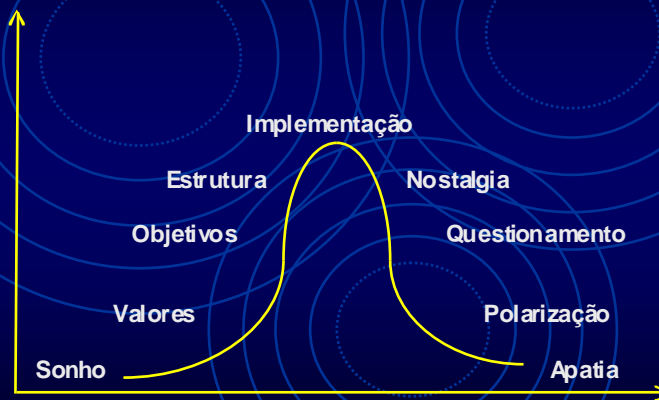 Implementação
Estrutura
Nostalgia
Objetivos
Questionamento
Valores
Polarização
Sonho
Apatia